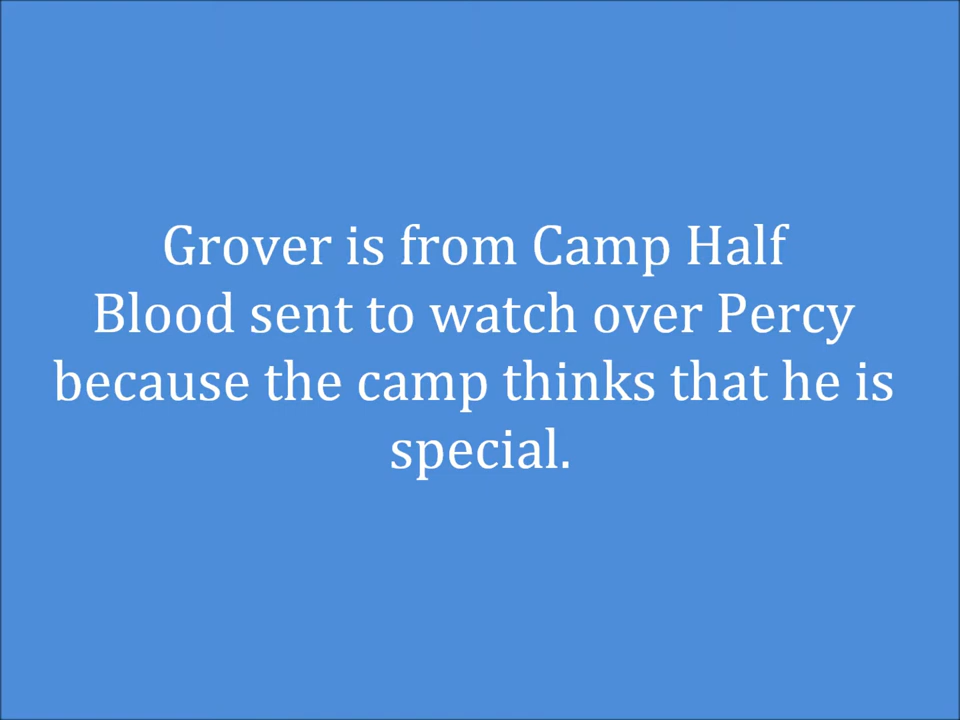 Grover is from Camp Half
Blood sent to watch over Percy
because the camp thinks that he is
special.